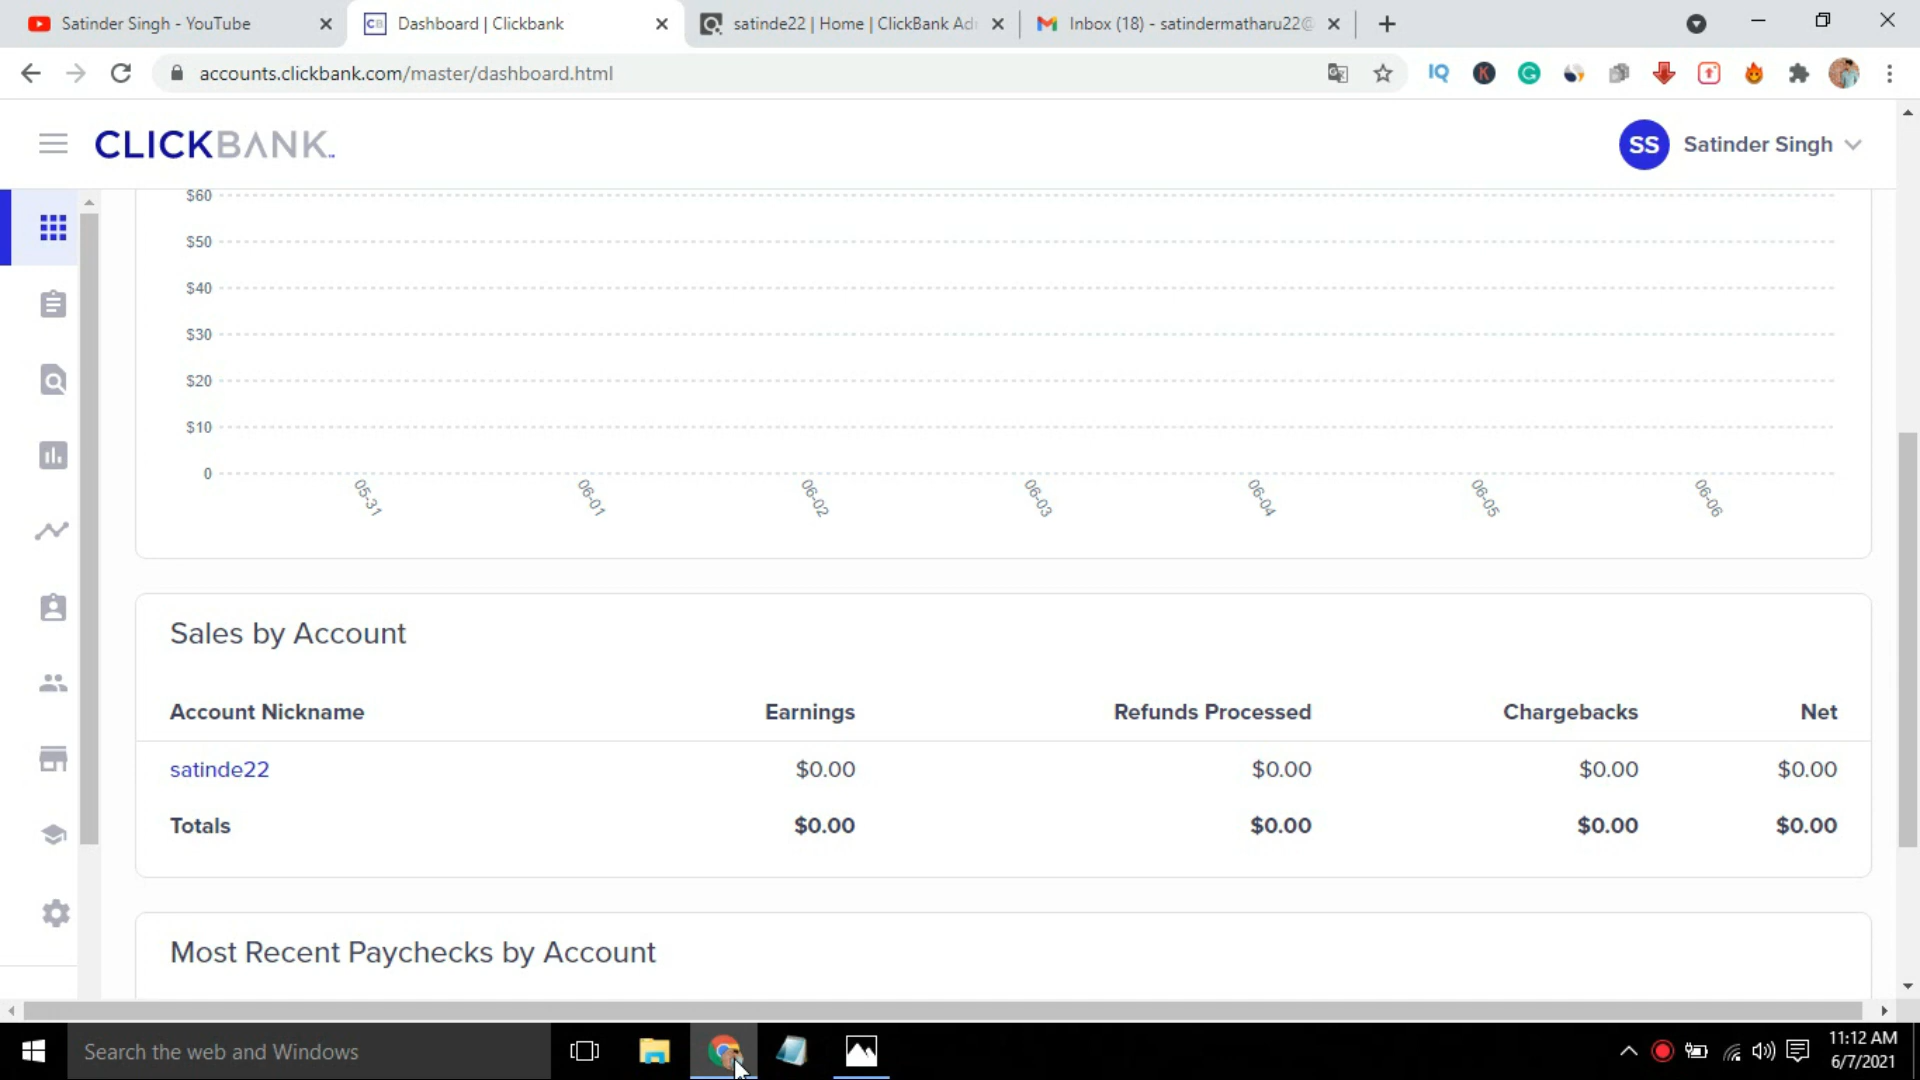 Satinder Singh - YouTube
Dashboard | Clickbank
satinde22 | Home | ClickBank Ad
Inbox (18) - satindermatharu22@
accounts.clickbank.com/master/dashboard.html
IQ
K
G
CLICKBANK
SS
Satinder Singh
$60
$50
$40
$30
$20
$10
0
05-31
06-01
06-02
06-03
06-04
06-05
06-06
Sales by Account
Account Nickname Earnings Refunds Processed Chargebacks Net
satinde22 $0.00 $0.00 $0.00 $0.00
Totals $0.00 $0.00 $0.00 $0.00
Most Recent Paychecks by Account
Search the web and Windows
11:12 AM
6/7/2021